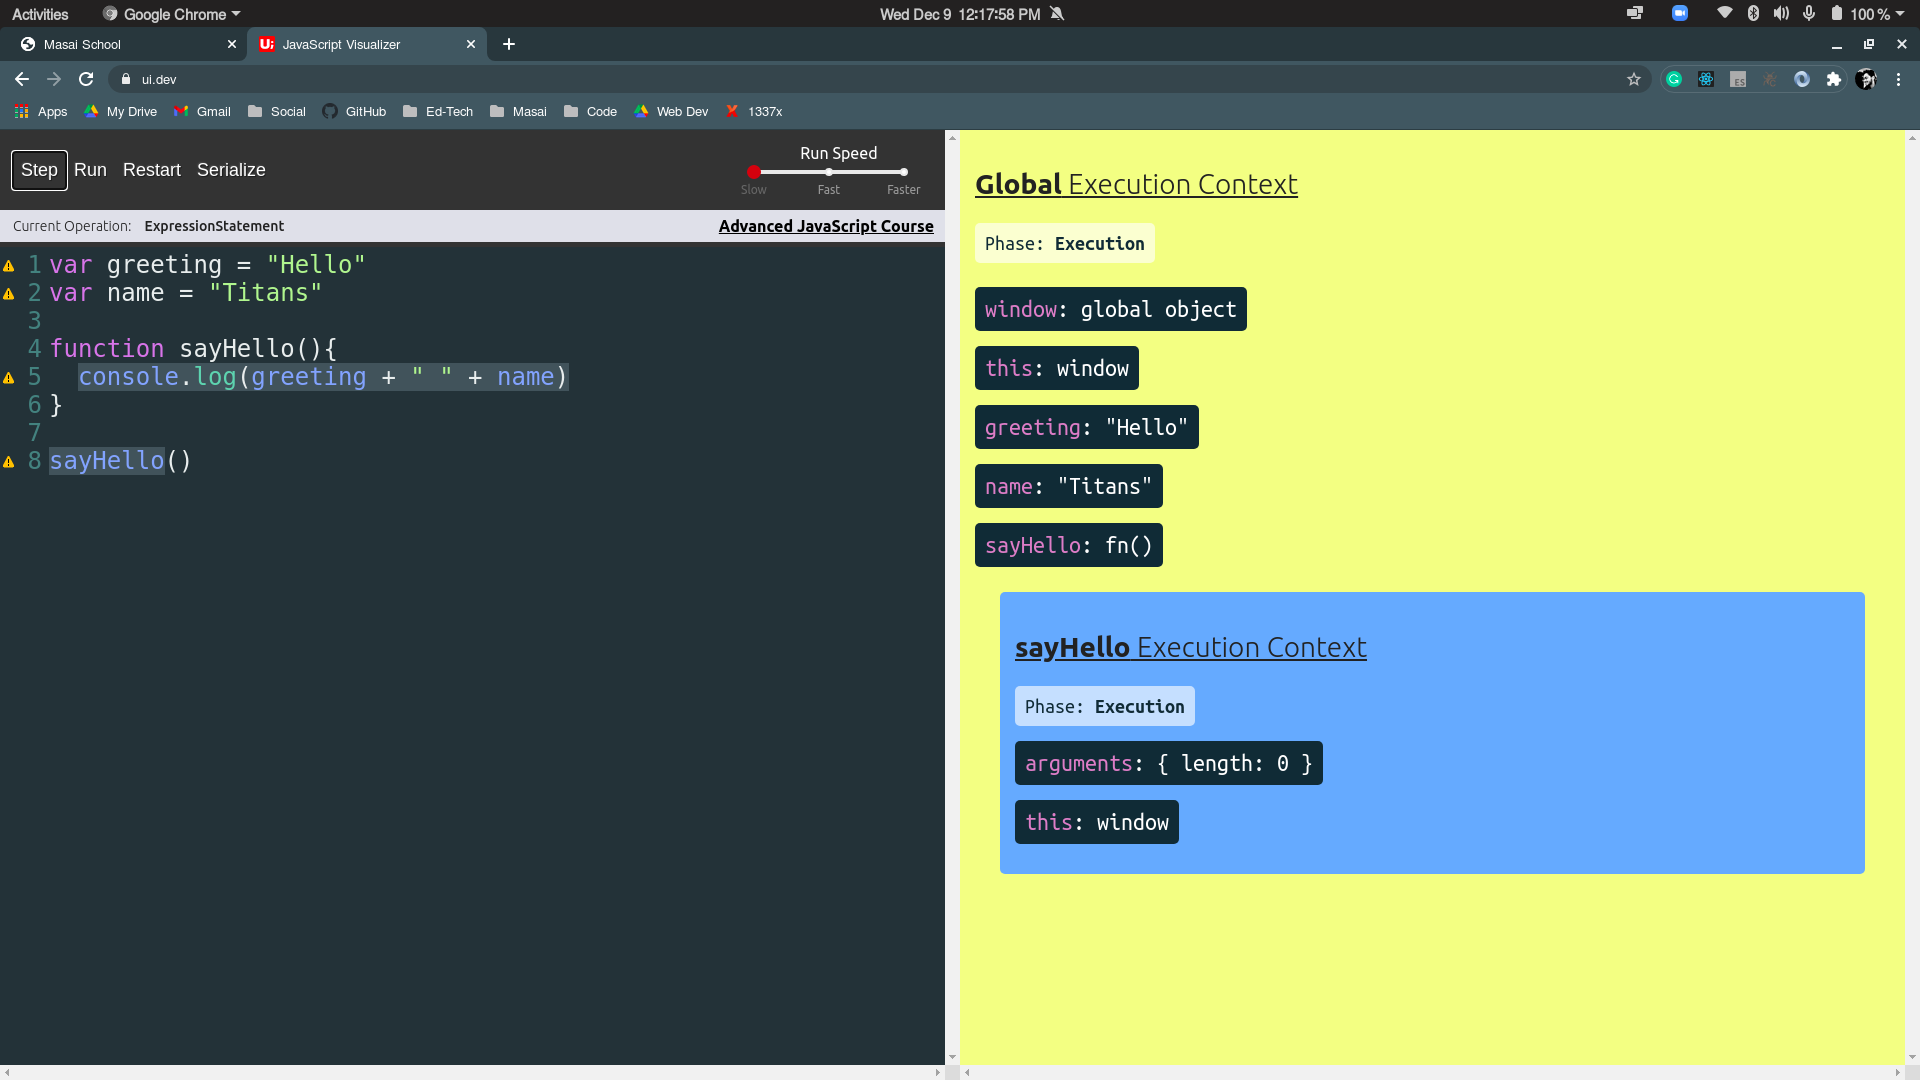 Activities
Google Chrome
Wed Dec 9 12:17:58 PM
100 %
Masai School
Ui
JavaScript Visualizer
ui.dev
ES
Apps
My Drive
Gmail
Social
GitHub
Ed-Tech
Masai
Code
Web Dev
1337x
Step
Run
Restart
Serialize
Run Speed
Slow
Fast
Faster
Current Operation: ExpressionStatement
Advanced JavaScript Course
1 var greeting = "Hello"
2 var name = "Titans"
3
4 function sayHello(){
5   console.log(greeting + " " + name)
6 }
7
8 sayHello()
Global Execution Context
Phase: Execution
window: global object
this: window
greeting: "Hello"
name: "Titans"
sayHello: fn()
sayHello Execution Context
Phase: Execution
arguments: { length: 0 }
this: window